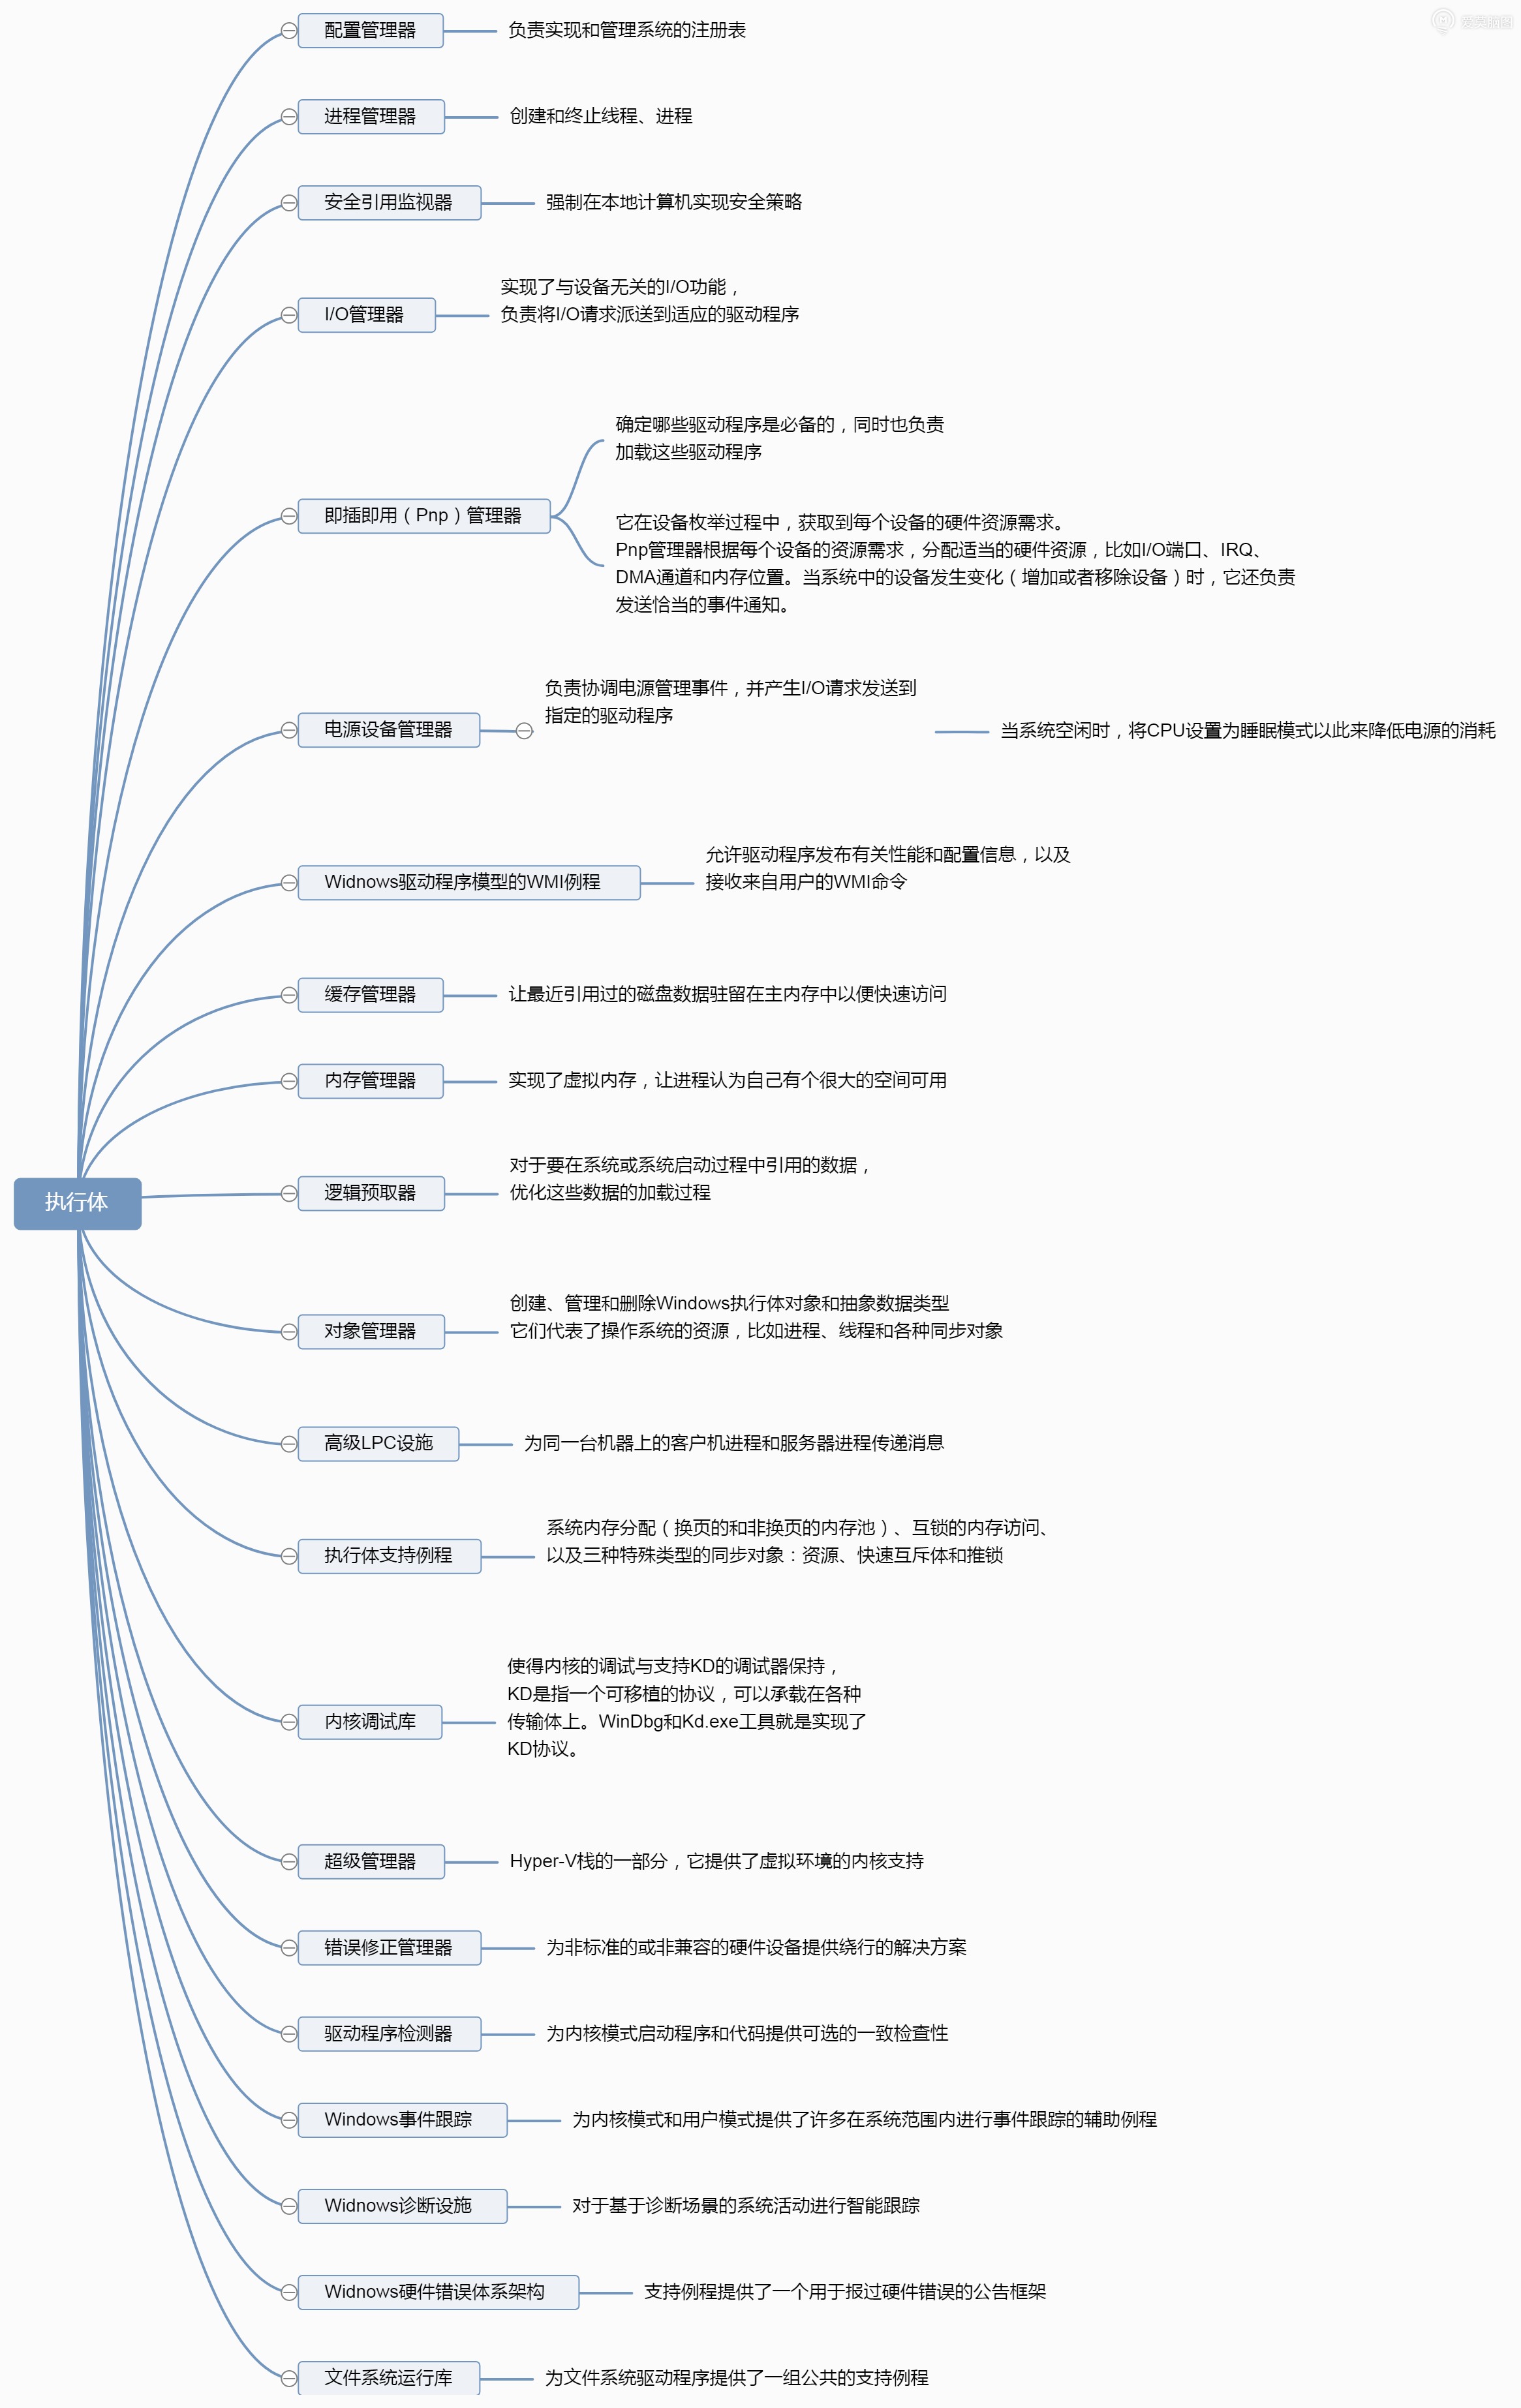 配置管理器
负责实现和管理系统的注册表
进程管理器
创建和终止线程、进程
安全引用监视器
强制在本地计算机实现安全策略
I/O管理器
实现了与设备无关的I/O功能，
负责将I/O请求派送到适应的驱动程序
即插即用（Pnp）管理器
确定哪些驱动程序是必备的，同时也负责
加载这些驱动程序
它在设备枚举过程中，获取到每个设备的硬件资源需求。
Pnp管理器根据每个设备的资源需求，分配适当的硬件资源，比如I/O端口、IRQ、
DMA通道和内存位置。当系统中的设备发生变化（增加或者移除设备）时，它还负责
发送恰当的事件通知。
电源设备管理器
负责协调电源管理事件，并产生I/O请求发送到
指定的驱动程序
当系统空闲时，将CPU设置为睡眠模式以此来降低电源的消耗
Widnows驱动程序模型的WMI例程
允许驱动程序发布有关性能和配置信息，以及
接收来自用户的WMI命令
缓存管理器
让最近引用过的磁盘数据驻留在主内存中以便快速访问
内存管理器
实现了虚拟内存，让进程认为自己有个很大的空间可用
执行体
逻辑预取器
对于要在系统或系统启动过程中引用的数据，
优化这些数据的加载过程
对象管理器
创建、管理和删除Windows执行体对象和抽象数据类型
它们代表了操作系统的资源，比如进程、线程和各种同步对象
高级LPC设施
为同一台机器上的客户机进程和服务器进程传递消息
执行体支持例程
系统内存分配（换页的和非换页的内存池）、互锁的内存访问、
以及三种特殊类型的同步对象：资源、快速互斥体和推锁
内核调试库
使得内核的调试与支持KD的调试器保持，
KD是指一个可移植的协议，可以承载在各种
传输体上。WinDbg和Kd.exe工具就是实现了
KD协议。
超级管理器
Hyper-V栈的一部分，它提供了虚拟环境的内核支持
错误修正管理器
为非标准的或非兼容的硬件设备提供绕行的解决方案
驱动程序检测器
为内核模式启动程序和代码提供可选的一致检查性
Windows事件跟踪
为内核模式和用户模式提供了许多在系统范围内进行事件跟踪的辅助例程
Widnows诊断设施
对于基于诊断场景的系统活动进行智能跟踪
Widnows硬件错误体系架构
支持例程提供了一个用于报过硬件错误的公告框架
文件系统运行库
为文件系统驱动程序提供了一组公共的支持例程